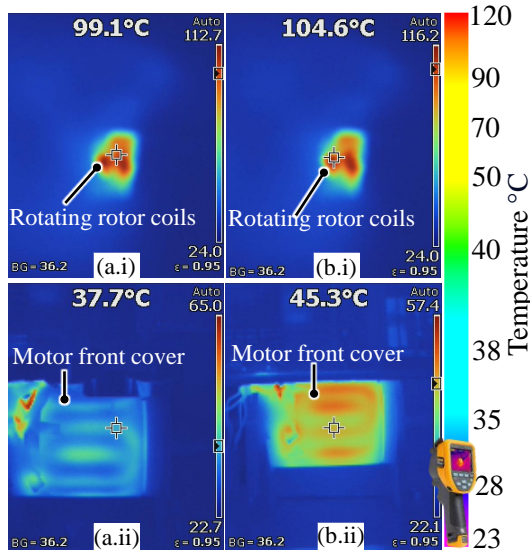 99.1°C
Auto
112.7
Rotating rotor coils
24.0
BG = 36.2
ε = 0.95
(a.i)
104.6°C
Auto
116.2
Rotating rotor coils
24.0
BG = 36.2
ε = 0.95
(b.i)
37.7°C
Auto
65.0
Motor front cover
22.7
BG = 36.2
ε = 0.95
(a.ii)
45.3°C
Auto
57.4
Motor front cover
22.1
BG = 36.2
ε = 0.95
(b.ii)
120
90
70
50
40
38
35
28
23
Temperature °C